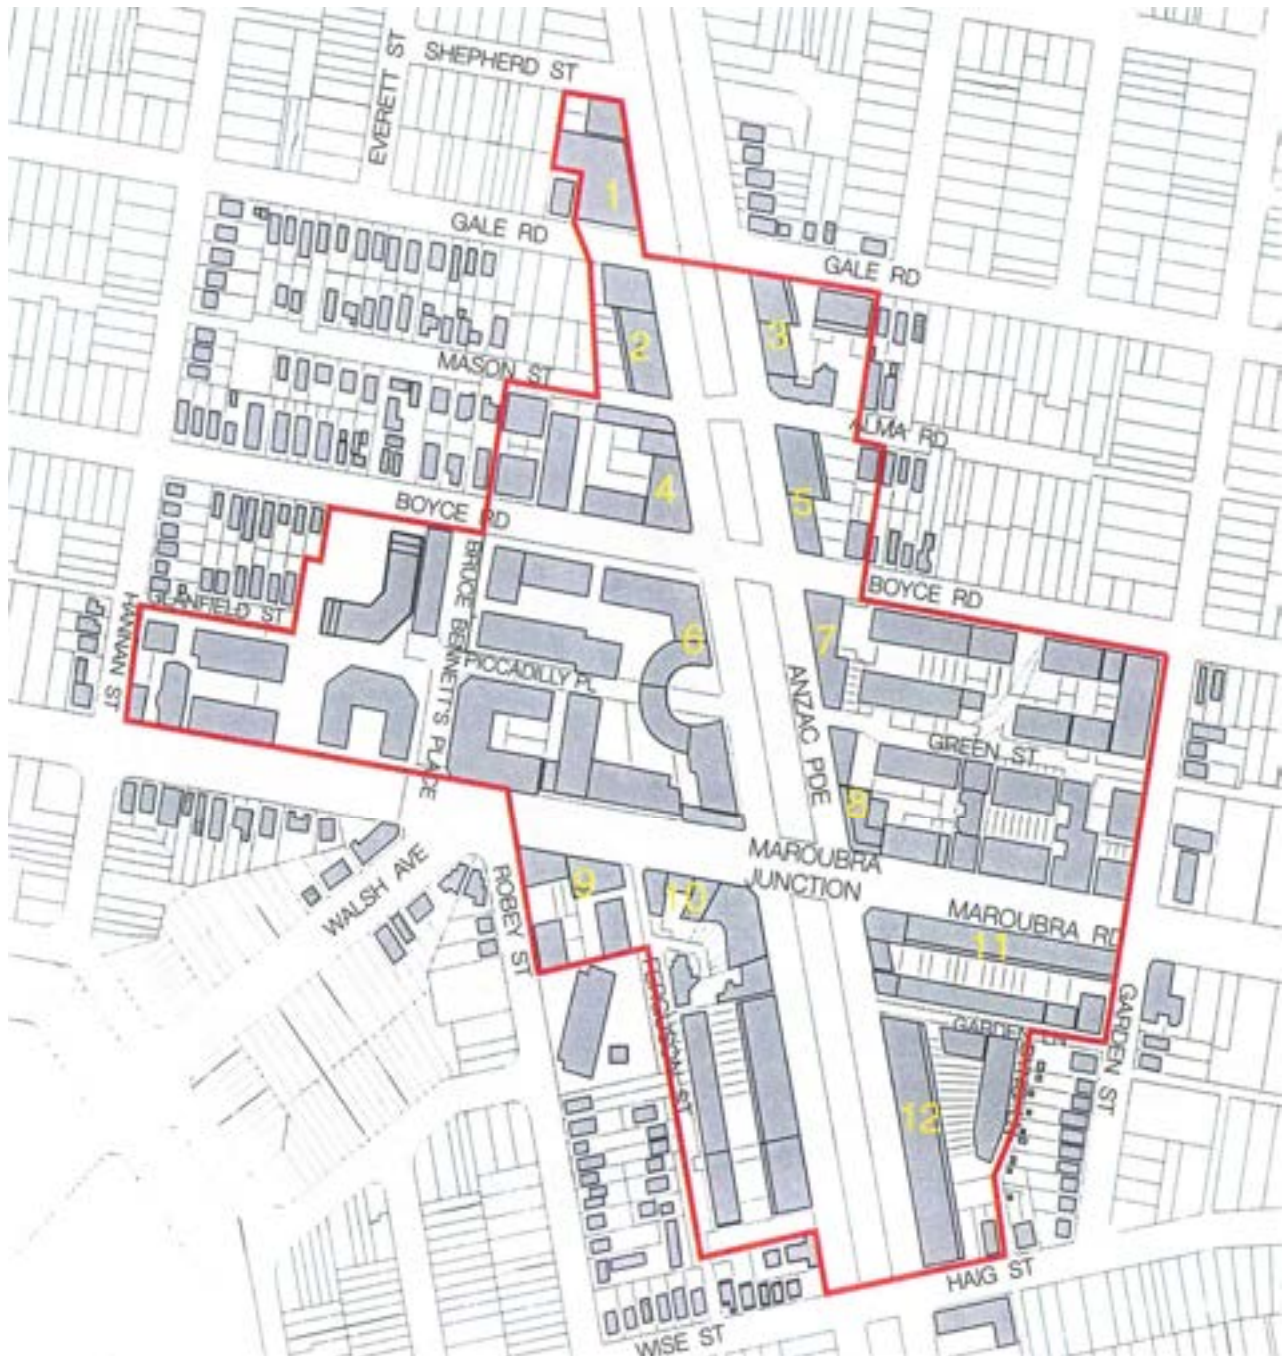 SHEPHERD ST
EVERETT ST
1
GALE RD
GALE RD
2
3
MASON ST
ALMA RD
4
5
BOYCE RD
BOYCE RD
GLANFIELD ST
HANNAN ST
BRUCE BENNETT'S PLACE
6
7
PICCADILLY PL
ANZAC PDE
GREEN ST
8
MAROUBRA
JUNCTION
WALSH AVE
ROBEY ST
9
10
MAROUBRA RD
11
FERGUSON ST
GARDEN ST
12
HAIG ST
WISE ST